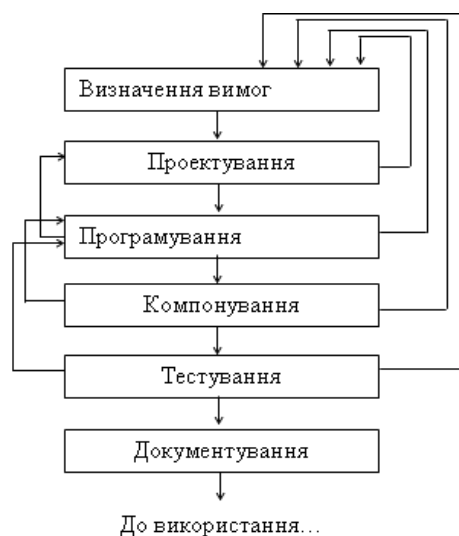 Визначення вимог
Проектування
Програмування
Компонування
Тестування
Документування
До використання...